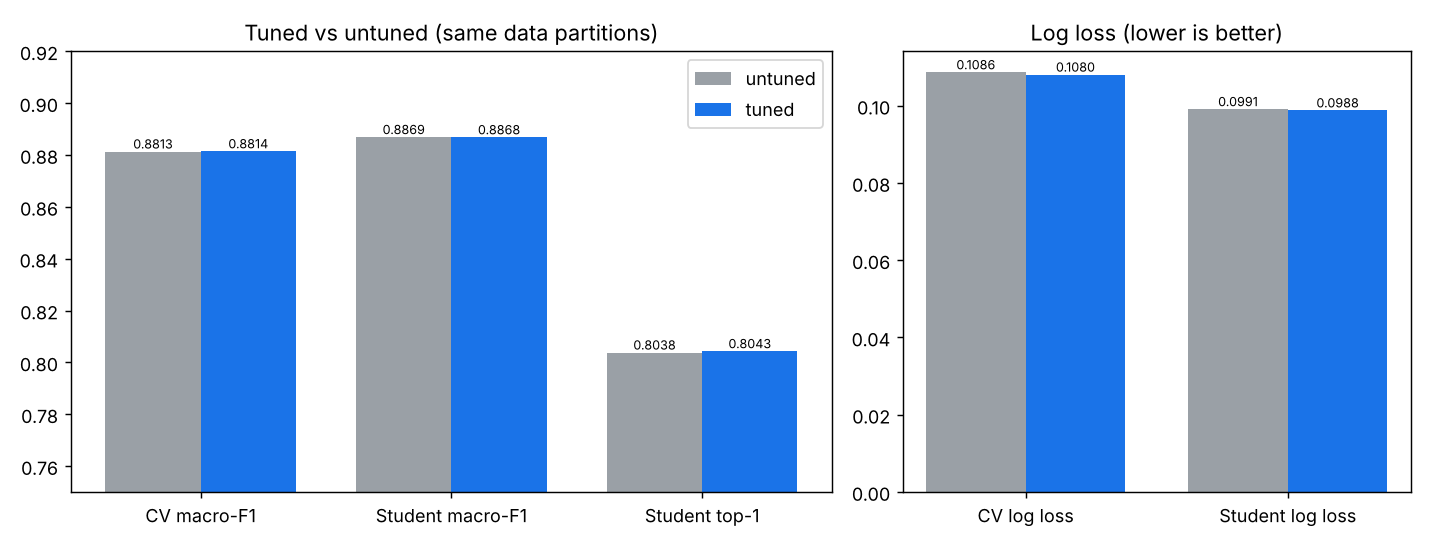 Tuned vs untuned (same data partitions)
0.92
0.90
0.88
0.86
0.84
0.82
0.80
0.78
0.76
untuned
tuned
0.8813
0.8814
0.8869
0.8868
0.8038
0.8043
CV macro-F1
Student macro-F1
Student top-1
Log loss (lower is better)
0.10
0.08
0.06
0.04
0.02
0.00
0.1086
0.1080
0.0991
0.0988
CV log loss
Student log loss